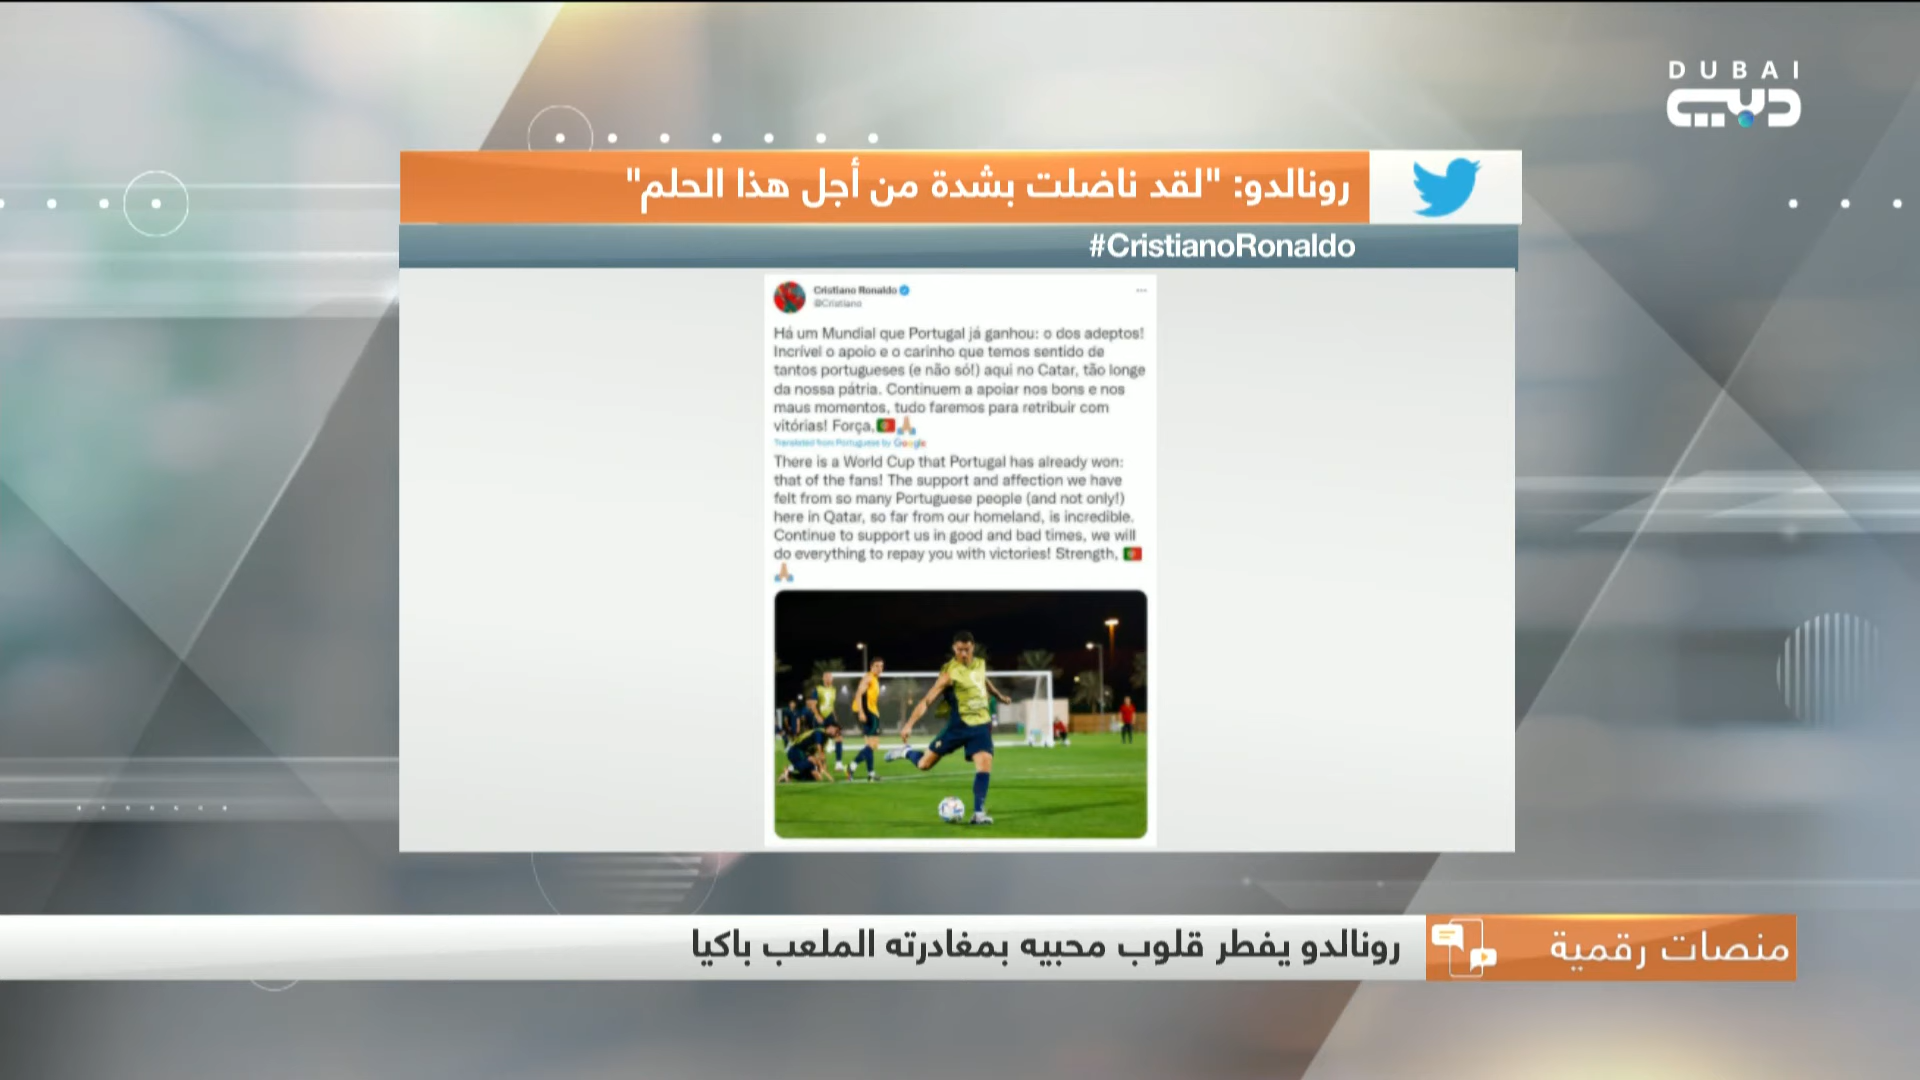 DUBAI
دبي
رونالدو: "لقد ناضلت بشدة من أجل هذا الحلم"
#CristianoRonaldo
Cristiano Ronaldo
@Cristiano
Há um Mundial que Portugal já ganhou: o dos adeptos!
Incrível o apoio e o carinho que temos sentido de
tantos portugueses (e não só!) aqui no Catar, tão longe
da nossa pátria. Continuem a apoiar nos bons e nos
maus momentos, tudo faremos para retribuir com
vitórias! Força,🇵🇹🙏🏼
Translated from Portuguese by Google
There is a World Cup that Portugal has already won:
that of the fans! The support and affection we have
felt from so many Portuguese people (and not only!)
here in Qatar, so far from our homeland, is incredible.
Continue to support us in good and bad times, we will
do everything to repay you with victories! Strength, 🇵🇹
🙏🏼
منصات رقمية
رونالدو يفطر قلوب محبيه بمغادرته الملعب باكيا